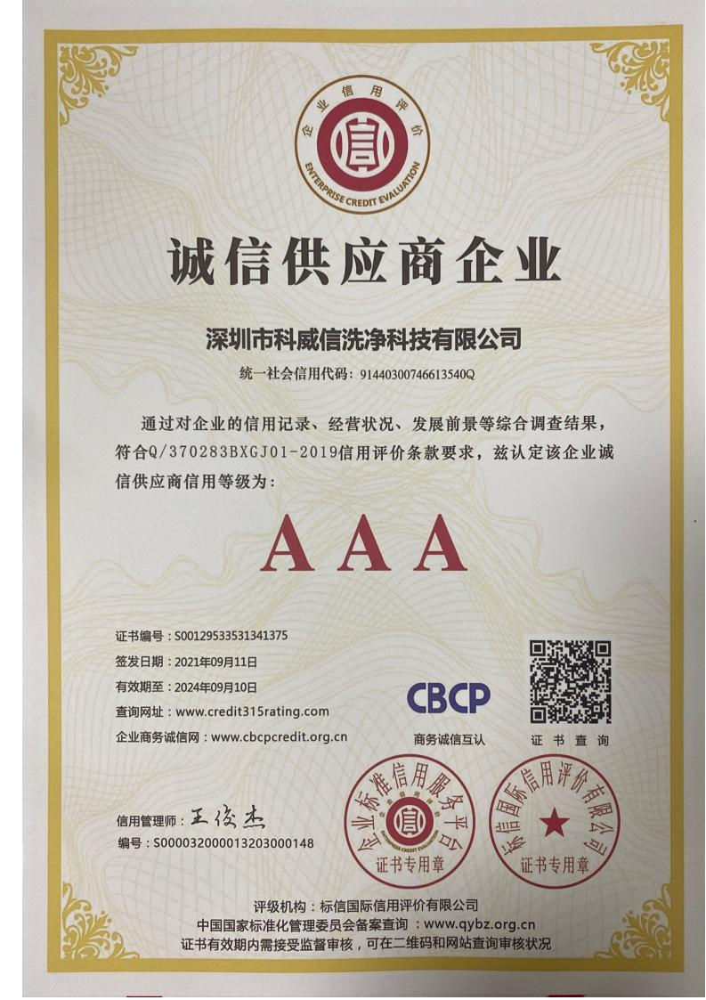 企业信用评价
信
ENTERPRISE CREDIT EVALUATION
诚信供应商企业
深圳市科威信洗净科技有限公司
统一社会信用代码：91440300746613540Q
通过对企业的信用记录、经营状况、发展前景等综合调查结果，
符合Q/370283BXGJ01-2019信用评价条款要求，兹认定该企业诚
信供应商信用等级为：
AAA
证书编号：S00129533531341375
签发日期：2021年09月11日
有效期至：2024年09月10日
查询网址：www.credit315rating.com
企业商务诚信网：www.cbcpcredit.org.cn
CBCP
商务诚信互认
证书查询
信用管理师：王俊杰
编号：S000032000013203000148
企业标准信用服务平台
企业信用评价
信
ENTERPRISE CREDIT EVALUATION
证书专用章
标信国际信用评价有限公司
证书专用章
评级机构：标信国际信用评价有限公司
中国国家标准化管理委员会备案查询：www.qybz.org.cn
证书有效期内需接受监督审核，可在二维码和网站查询审核状况